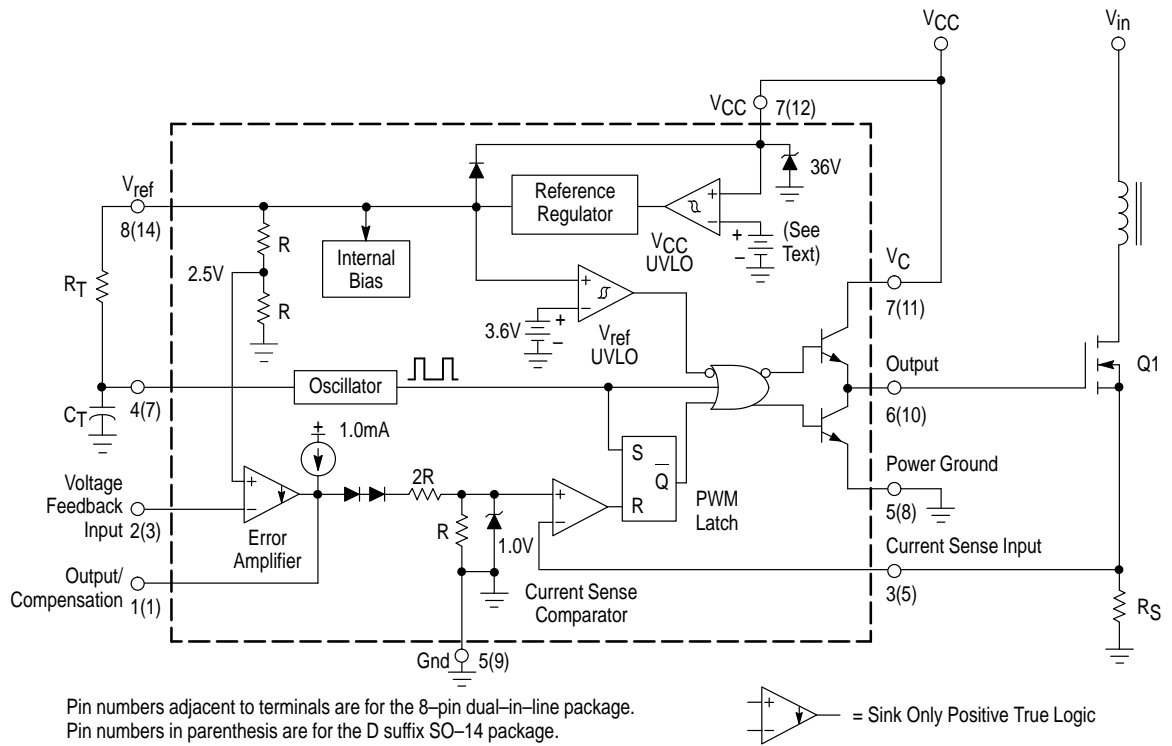 VCC
Vin
VCC
7(12)
36V
Vref
8(14)
Reference
Regulator
+
−
+
−
(See
Text)
VCC
UVLO
R
Internal
Bias
2.5V
R
RT
+
−
3.6V
+
−
Vref
UVLO
VC
7(11)
Output
6(10)
Q1
Oscillator
4(7)
CT
+
1.0mA
S
Q
R
PWM
Latch
Power Ground
5(8)
Voltage
Feedback
Input
2(3)
+
−
Error
Amplifier
2R
R
1.0V
+
−
Current Sense
Comparator
Current Sense Input
3(5)
RS
Output/
Compensation
1(1)
Gnd
5(9)
Pin numbers adjacent to terminals are for the 8–pin dual–in–line package.
Pin numbers in parenthesis are for the D suffix SO–14 package.
+
−
= Sink Only Positive True Logic